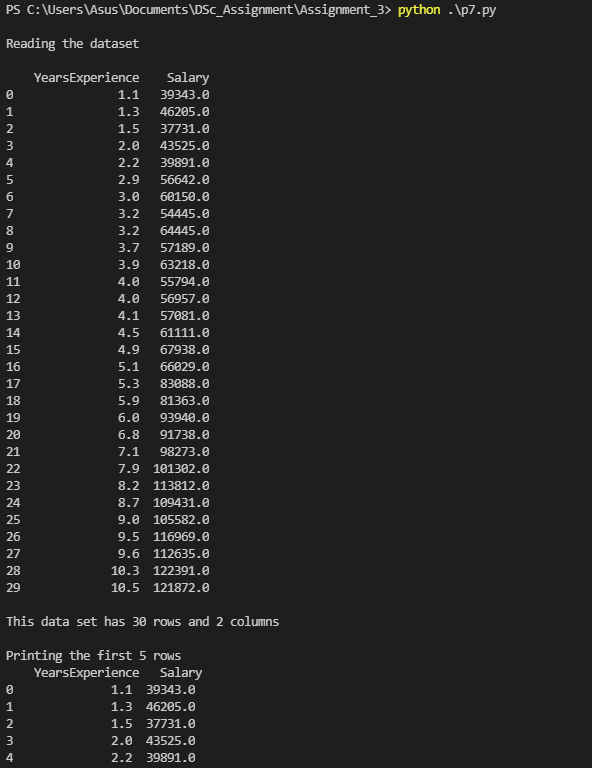 PS C:\Users\Asus\Documents\DSc_Assignment\Assignment_3> python .\p7.py
Reading the dataset
YearsExperience Salary
0 1.1 39343.0
1 1.3 46205.0
2 1.5 37731.0
3 2.0 43525.0
4 2.2 39891.0
5 2.9 56642.0
6 3.0 60150.0
7 3.2 54445.0
8 3.2 64445.0
9 3.7 57189.0
10 3.9 63218.0
11 4.0 55794.0
12 4.0 56957.0
13 4.1 57081.0
14 4.5 61111.0
15 4.9 67938.0
16 5.1 66029.0
17 5.3 83088.0
18 5.9 81363.0
19 6.0 93940.0
20 6.8 91738.0
21 7.1 98273.0
22 7.9 101302.0
23 8.2 113812.0
24 8.7 109431.0
25 9.0 105582.0
26 9.5 116969.0
27 9.6 112635.0
28 10.3 122391.0
29 10.5 121872.0
This data set has 30 rows and 2 columns
Printing the first 5 rows
YearsExperience Salary
0 1.1 39343.0
1 1.3 46205.0
2 1.5 37731.0
3 2.0 43525.0
4 2.2 39891.0